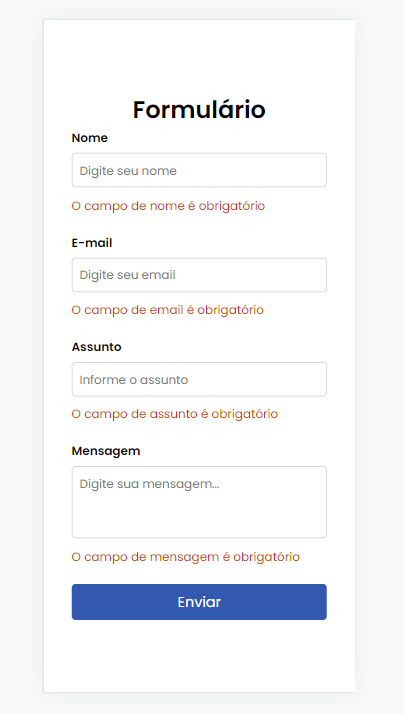 Formulário
Nome
Digite seu nome
O campo de nome é obrigatório
E-mail
Digite seu email
O campo de email é obrigatório
Assunto
Informe o assunto
O campo de assunto é obrigatório
Mensagem
Digite sua mensagem...
O campo de mensagem é obrigatório
Enviar